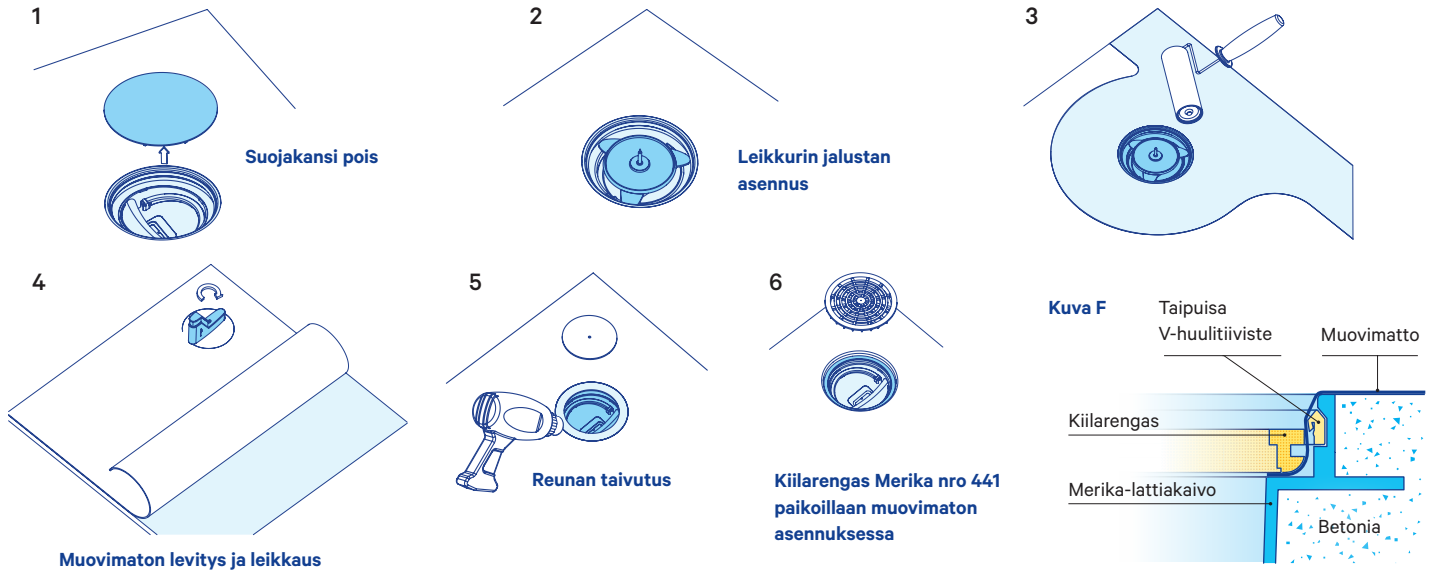 1
Suojakansi pois
2
Leikkurin jalustan
asennus
3
4
Muovimaton levitys ja leikkaus
5
Reunan taivutus
6
Kiilarengas Merika nro 441
paikoillaan muovimaton
asennuksessa
Kuva F
Taipuisa
V-huulitiiviste
Muovimatto
Kiilarengas
Merika-lattiakaivo
Betonia